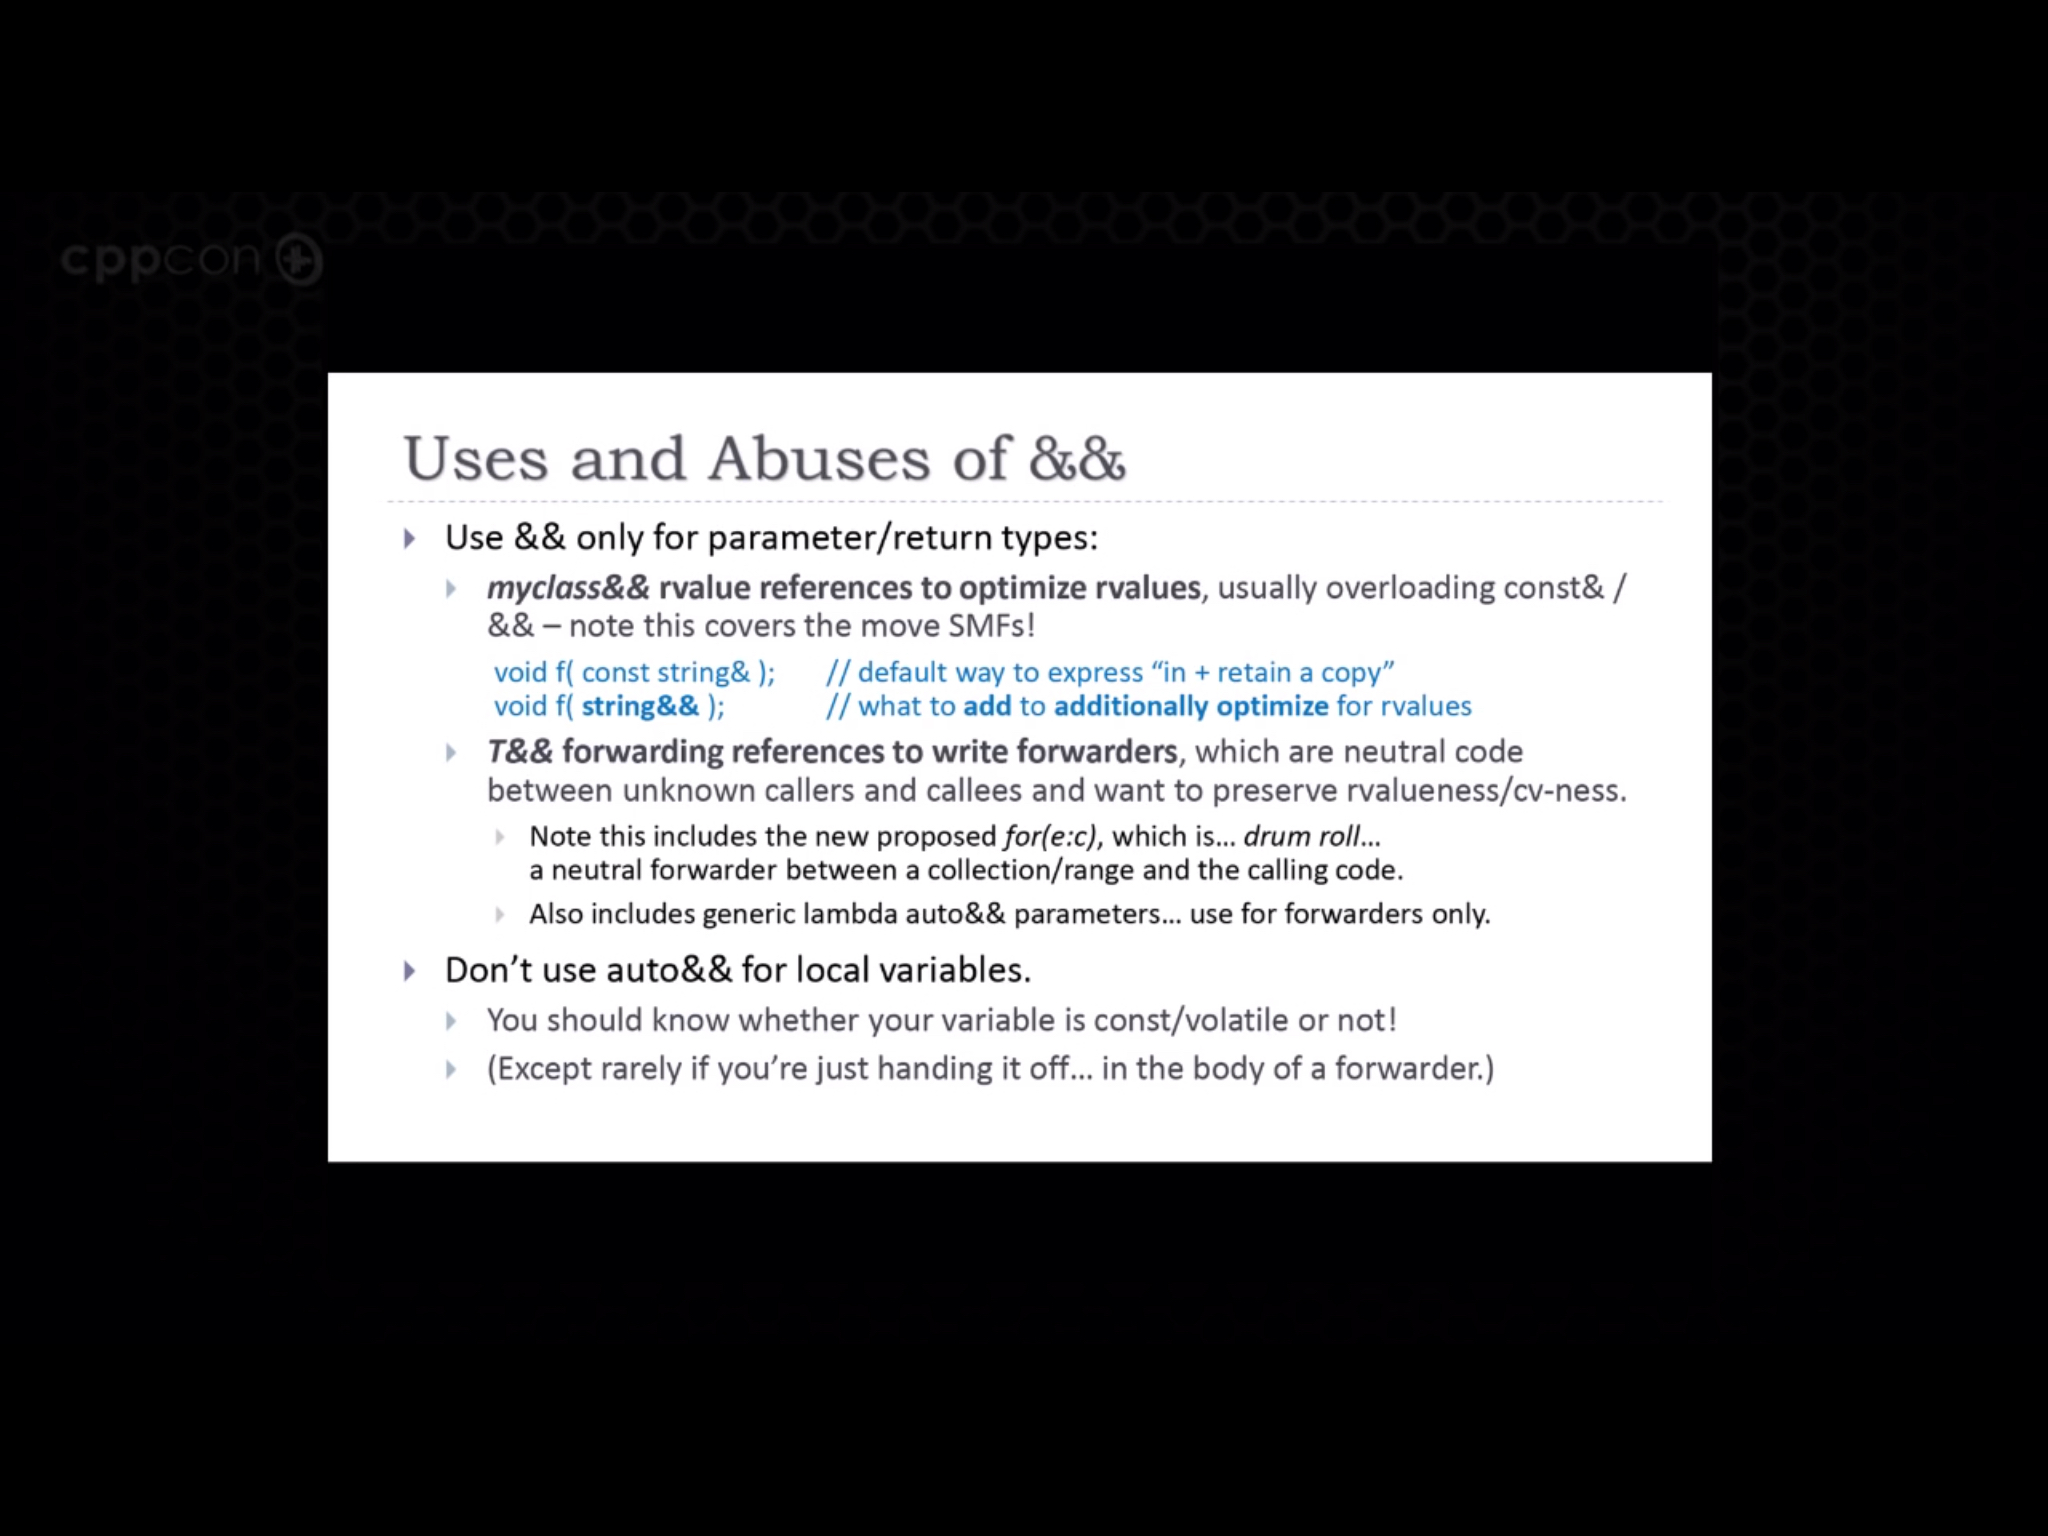 cppcon
Uses and Abuses of &&
Use && only for parameter/return types:
myclass&& rvalue references to optimize rvalues, usually overloading const& /
&& – note this covers the move SMFs!
void f( const string& ); // default way to express “in + retain a copy”
void f( string&& ); // what to add to additionally optimize for rvalues
T&& forwarding references to write forwarders, which are neutral code
between unknown callers and callees and want to preserve rvalueness/cv-ness.
Note this includes the new proposed for(e:c), which is… drum roll…
a neutral forwarder between a collection/range and the calling code.
Also includes generic lambda auto&& parameters… use for forwarders only.
Don’t use auto&& for local variables.
You should know whether your variable is const/volatile or not!
(Except rarely if you’re just handing it off… in the body of a forwarder.)